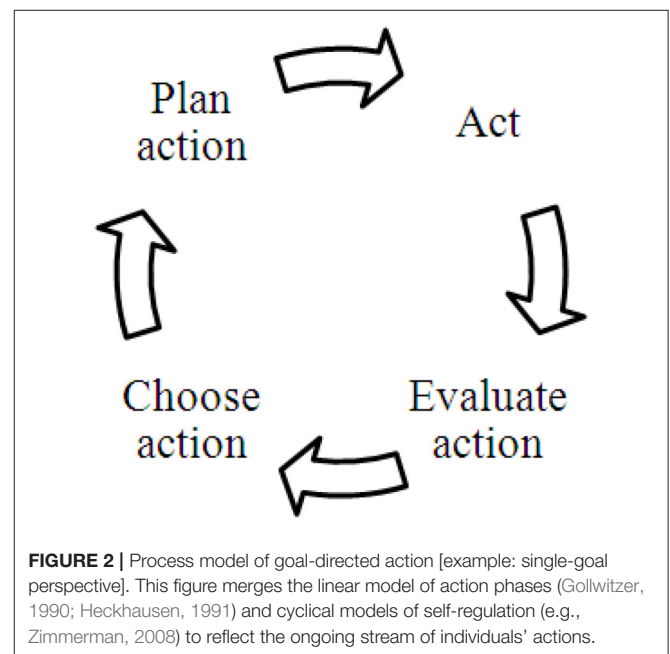 Plan
action
Act
Choose
action
Evaluate
action
FIGURE 2 | Process model of goal-directed action [example: single-goal
perspective]. This figure merges the linear model of action phases (Gollwitzer,
1990; Heckhausen, 1991) and cyclical models of self-regulation (e.g.,
Zimmerman, 2008) to reflect the ongoing stream of individuals’ actions.